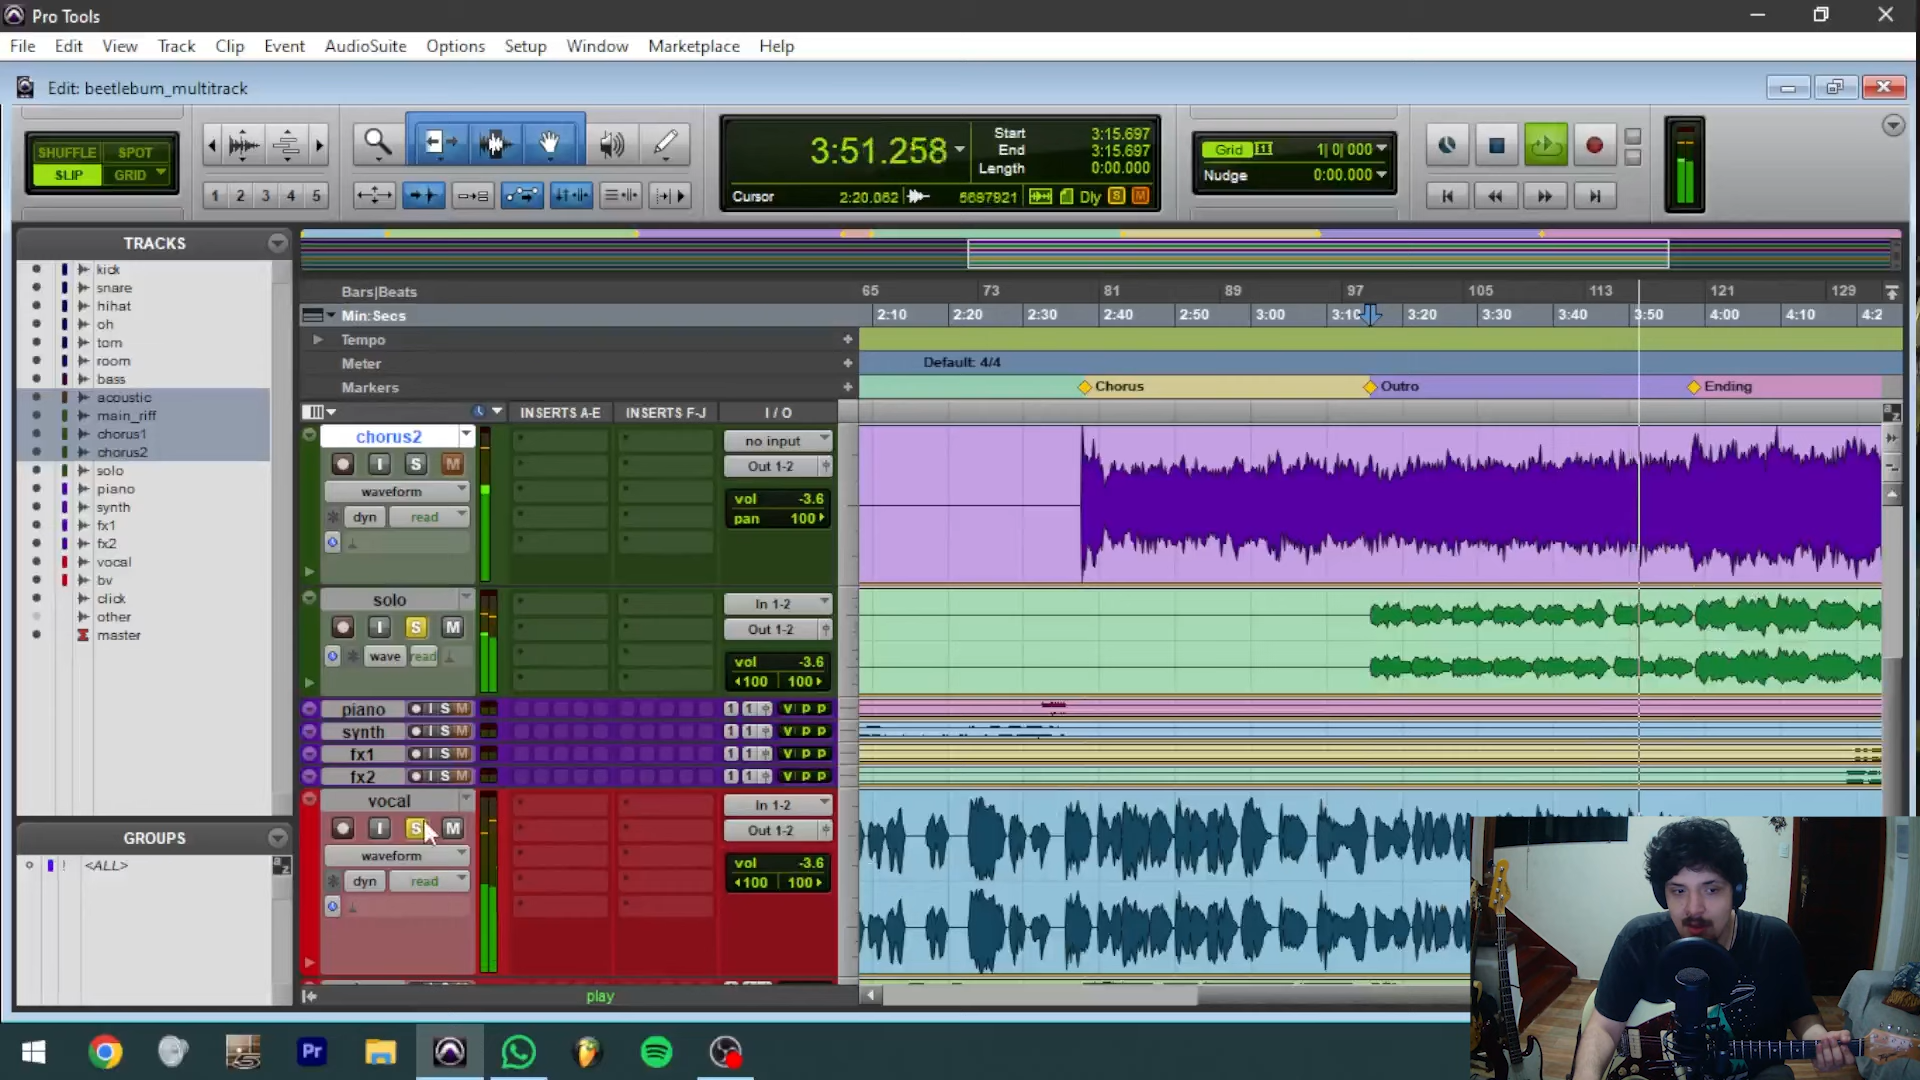 Pro Tools
File Edit View Track Clip Event AudioSuite Options Setup Window Marketplace Help
Edit: beetlebum_multitrack
SHUFFLE SPOT
SLIP GRID
1 2 3 4 5
3:51.258
Start 3:15.697
End 3:15.697
Length 0:00.000
Cursor 2:20.062 5697921 Dly S M
Grid 1| 0| 000
Nudge 0:00.000
TRACKS
kick
snare
hihat
oh
tom
room
bass
acoustic
main_riff
chorus1
chorus2
solo
piano
synth
fx1
fx2
vocal
bv
click
other
master
GROUPS
! <ALL>
Bars|Beats 65 73 81 89 97 105 113 121 129
Min:Secs 2:10 2:20 2:30 2:40 2:50 3:00 3:10 3:20 3:30 3:40 3:50 4:00 4:10 4:2
Tempo
Meter Default: 4/4
Markers Chorus Outro Ending
INSERTS A-E INSERTS F-J I / O
chorus2 no input
I S M Out 1-2
waveform vol -3.6
dyn read pan 100
solo In 1-2
I S M Out 1-2
wave read vol -3.6
100 100
piano I S M 1 1 V P P
synth I S M 1 1 V P P
fx1 I S M 1 1 V P P
fx2 I S M 1 1 V P P
vocal In 1-2
I S M Out 1-2
waveform vol -3.6
dyn read 100 100
play
Pr